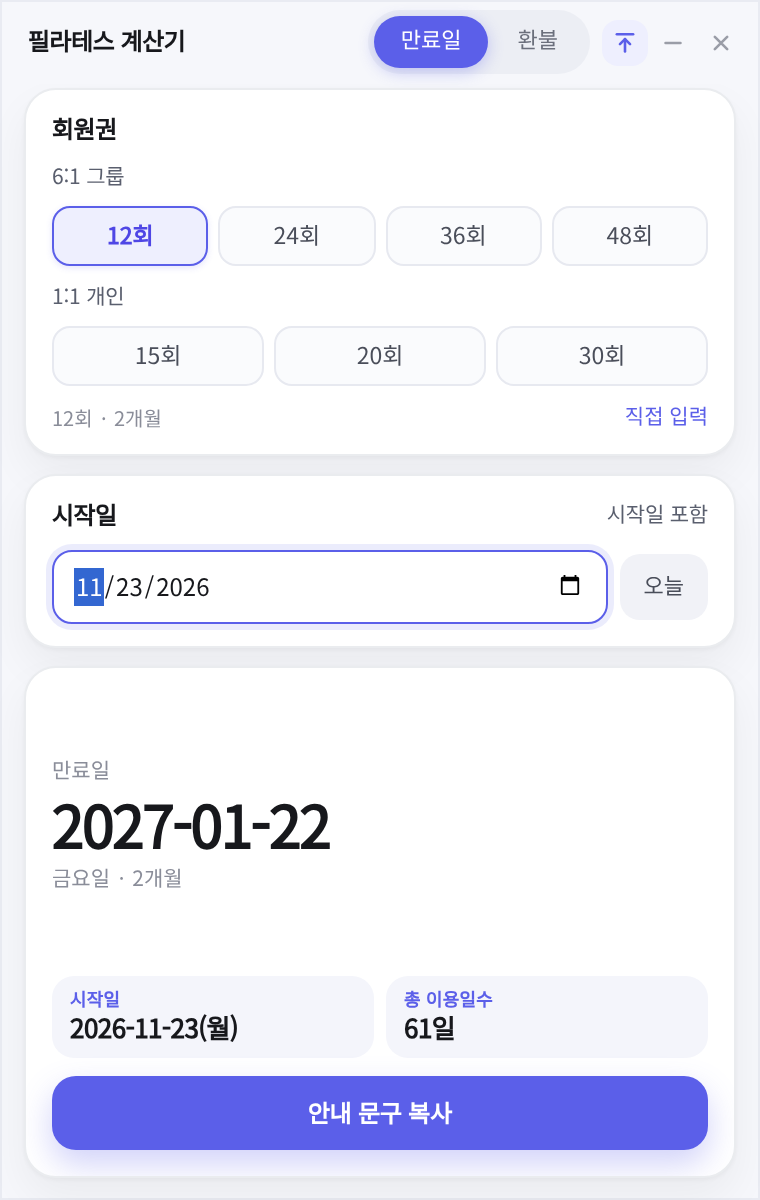 필라테스 계산기
만료일
환불
회원권
6:1 그룹
12회
24회
36회
48회
1:1 개인
15회
20회
30회
12회 · 2개월
직접 입력
시작일
시작일 포함
11/23/2026
오늘
만료일
2027-01-22
금요일 · 2개월
시작일
2026-11-23(월)
총 이용일수
61일
안내 문구 복사